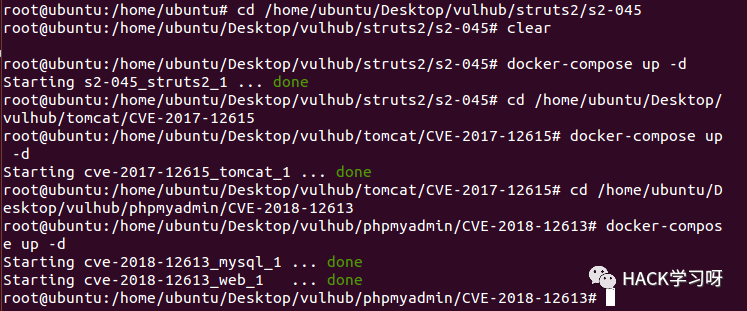 root@ubuntu:/home/ubuntu# cd /home/ubuntu/Desktop/vulhub/struts2/s2-045
root@ubuntu:/home/ubuntu/Desktop/vulhub/struts2/s2-045# clear
root@ubuntu:/home/ubuntu/Desktop/vulhub/struts2/s2-045# docker-compose up -d
Starting s2-045_struts2_1 ... done
root@ubuntu:/home/ubuntu/Desktop/vulhub/struts2/s2-045# cd /home/ubuntu/Desktop/
vulhub/tomcat/CVE-2017-12615
root@ubuntu:/home/ubuntu/Desktop/vulhub/tomcat/CVE-2017-12615# docker-compose up
 -d
Starting cve-2017-12615_tomcat_1 ... done
root@ubuntu:/home/ubuntu/Desktop/vulhub/tomcat/CVE-2017-12615# cd /home/ubuntu/D
esktop/vulhub/phpmyadmin/CVE-2018-12613
root@ubuntu:/home/ubuntu/Desktop/vulhub/phpmyadmin/CVE-2018-12613# docker-compos
e up -d
Starting cve-2018-12613_mysql_1 ... done
Starting cve-2018-12613_web_1   ... done
root@ubuntu:/home/ubuntu/Desktop/vulhub/phpmyadmin/CVE-2018-12613#
HACK学习呀